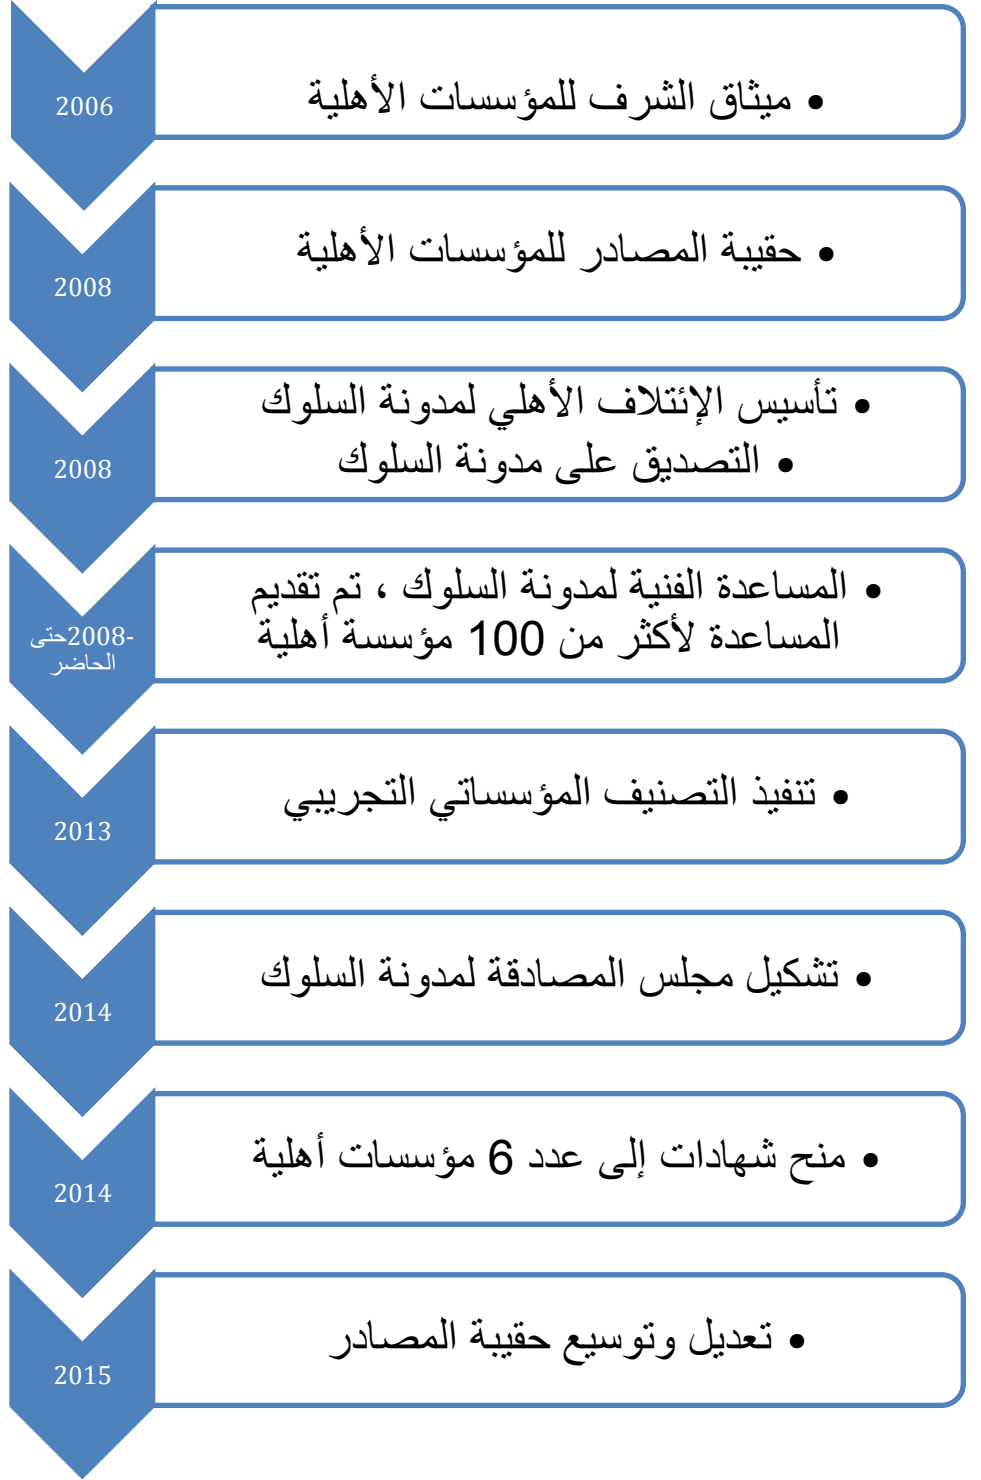 2006
• ميثاق الشرف للمؤسسات الأهلية
2008
• حقيبة المصادر للمؤسسات الأهلية
2008
• تأسيس الإئتلاف الأهلي لمدونة السلوك
• التصديق على مدونة السلوك
-2008حتى
الحاضر
• المساعدة الفنية لمدونة السلوك ، تم تقديم
المساعدة لأكثر من 100 مؤسسة أهلية
2013
• تنفيذ التصنيف المؤسساتي التجريبي
2014
• تشكيل مجلس المصادقة لمدونة السلوك
2014
• منح شهادات إلى عدد 6 مؤسسات أهلية
2015
• تعديل وتوسيع حقيبة المصادر